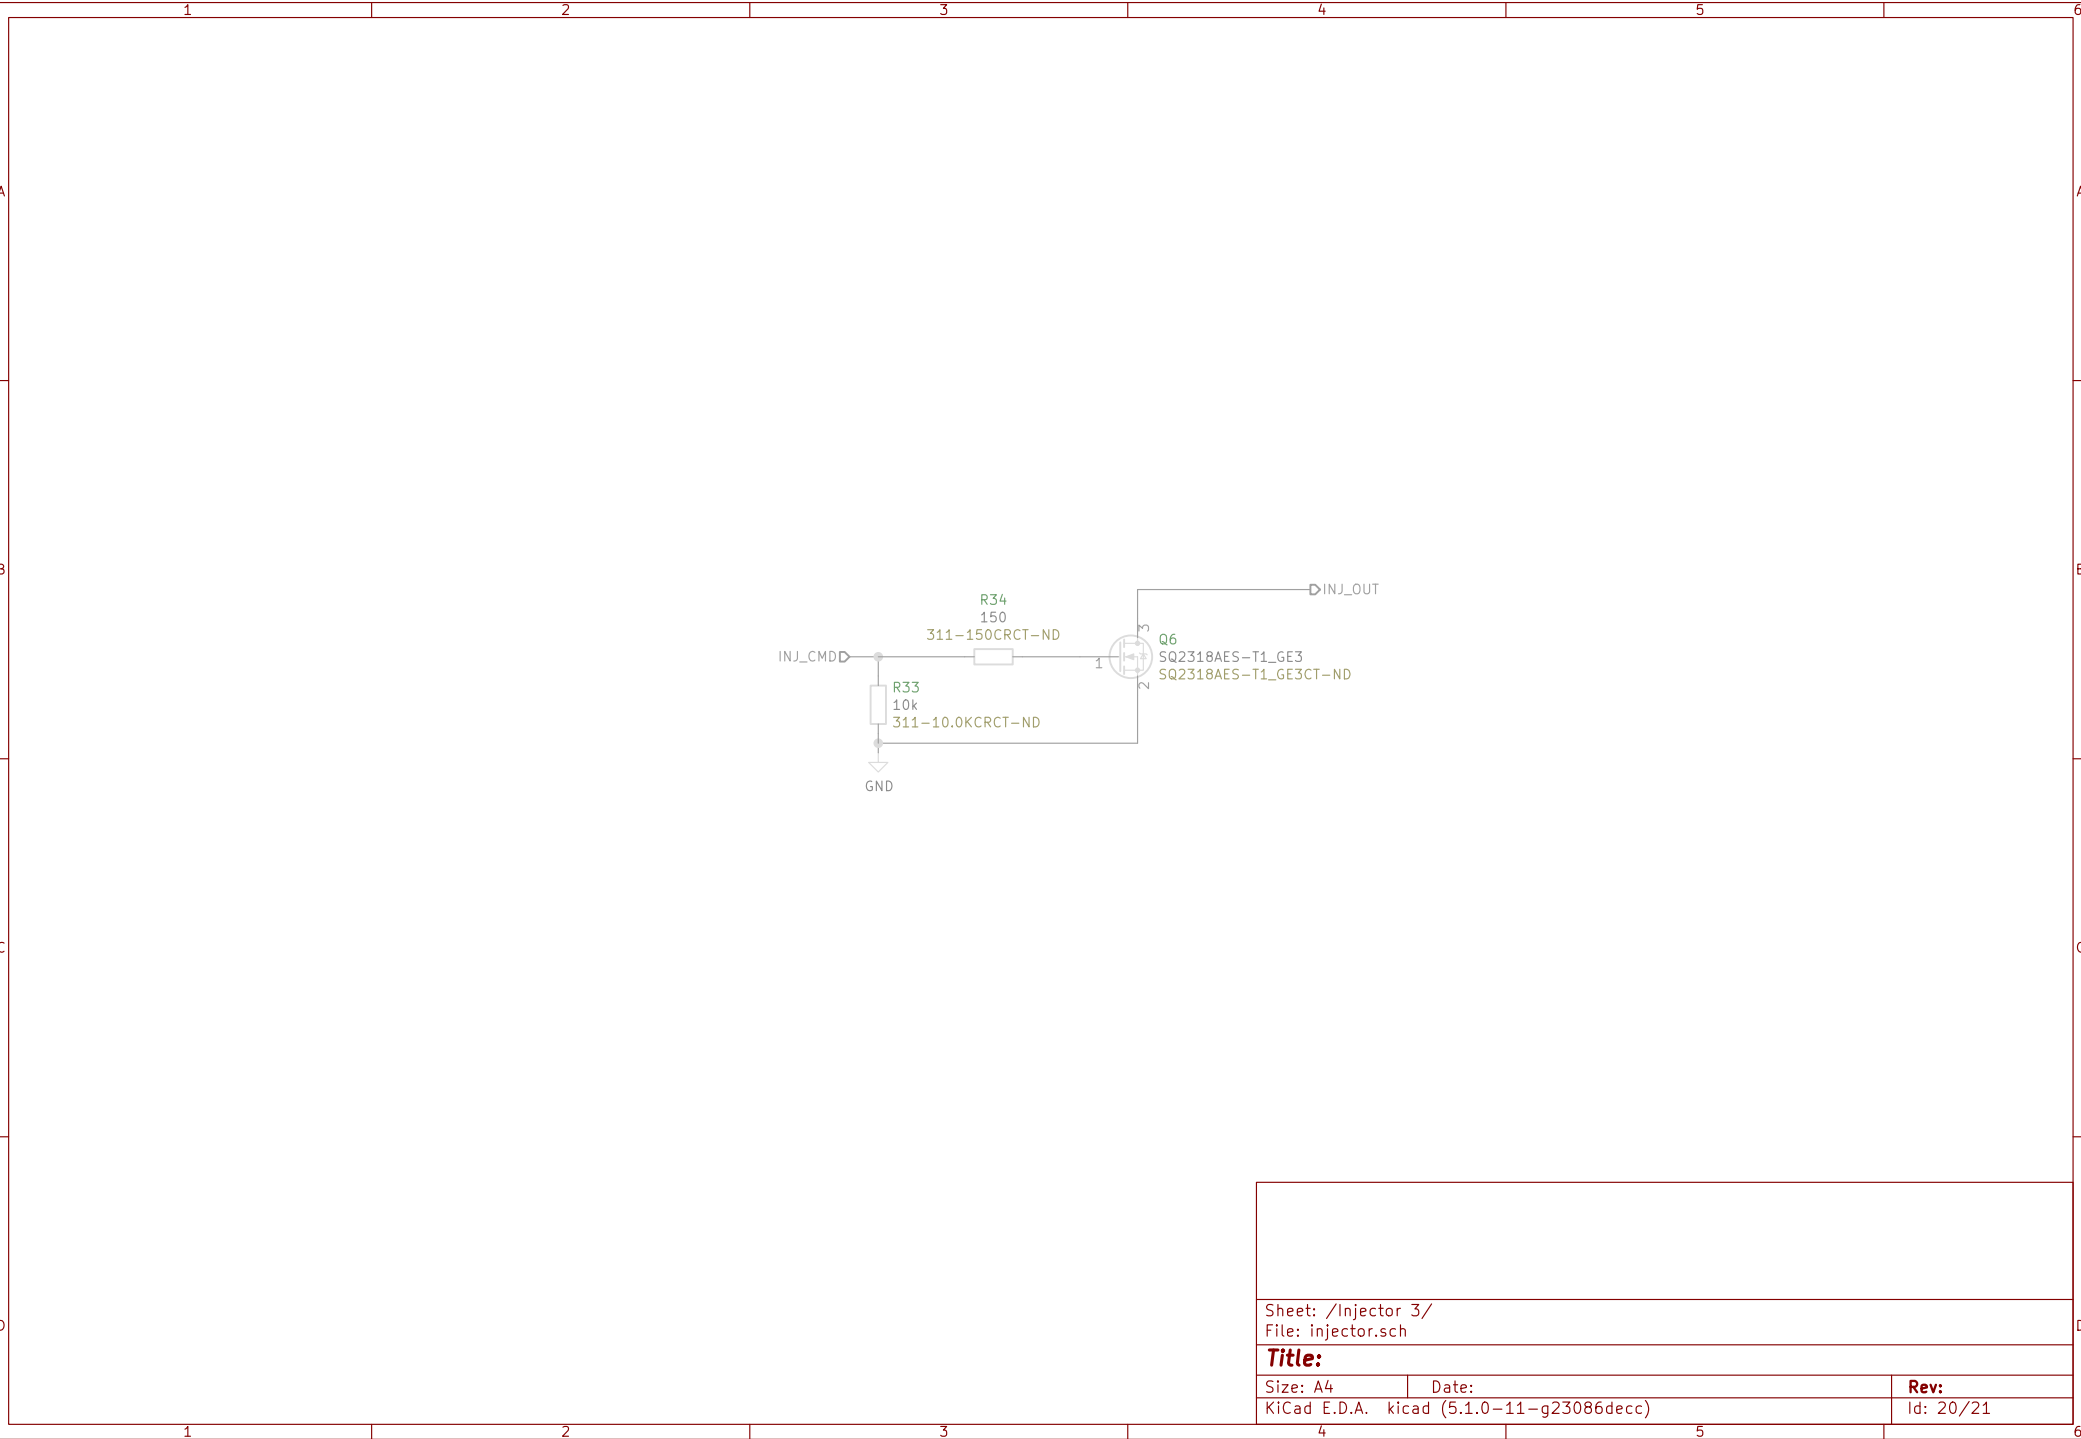 1 2 3 4 5 6
A A
B B
INJ_OUT
R34
150
311-150CRCT-ND
3
Q6
INJ_CMD
1
SQ2318AES-T1_GE3
SQ2318AES-T1_GE3CT-ND
2
R33
10k
311-10.0KCRCT-ND
GND
C C
Sheet: /Injector 3/
File: injector.sch
D D
Title:
Size: A4 Date: Rev:
KiCad E.D.A. kicad (5.1.0-11-g23086decc) Id: 20/21
1 2 3 4 5 6